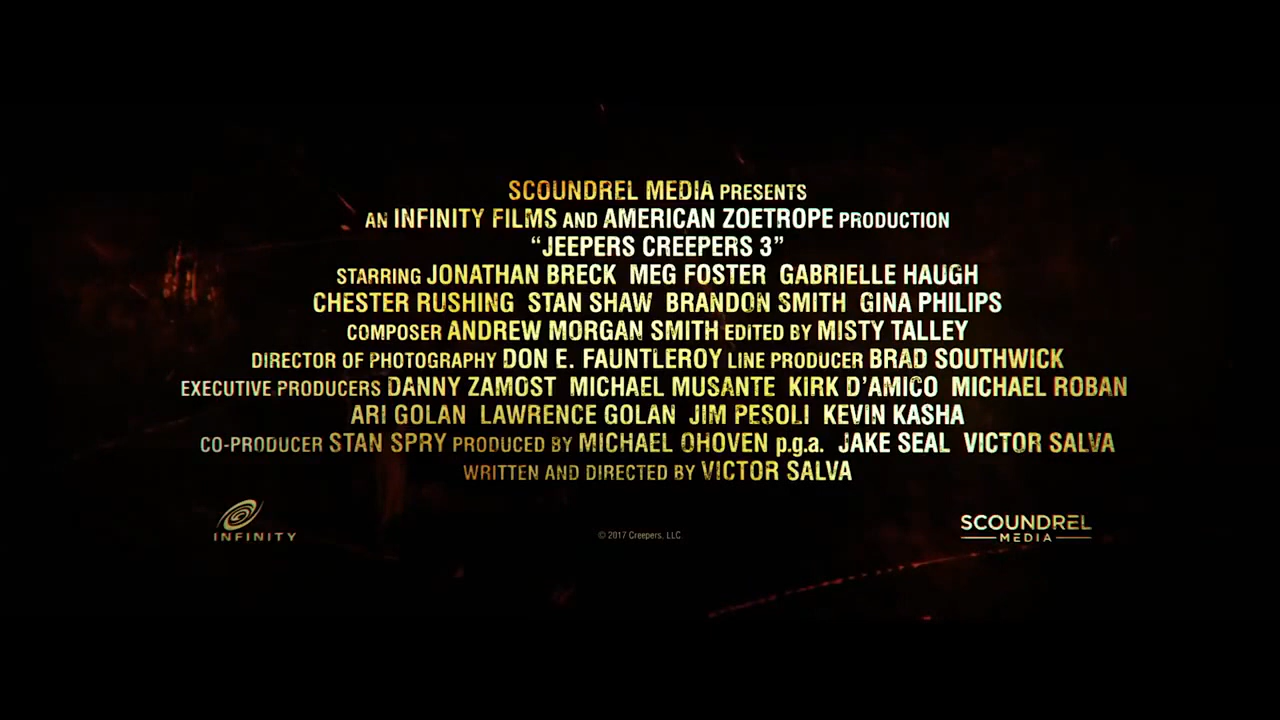 SCOUNDREL MEDIA PRESENTS
AN INFINITY FILMS AND AMERICAN ZOETROPE PRODUCTION
“JEEPERS CREEPERS 3”
STARRING JONATHAN BRECK MEG FOSTER GABRIELLE HAUGH
CHESTER RUSHING STAN SHAW BRANDON SMITH GINA PHILIPS
COMPOSER ANDREW MORGAN SMITH EDITED BY MISTY TALLEY
DIRECTOR OF PHOTOGRAPHY DON E. FAUNTLEROY LINE PRODUCER BRAD SOUTHWICK
EXECUTIVE PRODUCERS DANNY ZAMOST MICHAEL MUSANTE KIRK D’AMICO MICHAEL ROBAN
ARI GOLAN LAWRENCE GOLAN JIM PESOLI KEVIN KASHA
CO-PRODUCER STAN SPRY PRODUCED BY MICHAEL OHOVEN p.g.a. JAKE SEAL VICTOR SALVA
WRITTEN AND DIRECTED BY VICTOR SALVA
INFINITY
© 2017 Creepers, LLC
SCOUNDREL
MEDIA